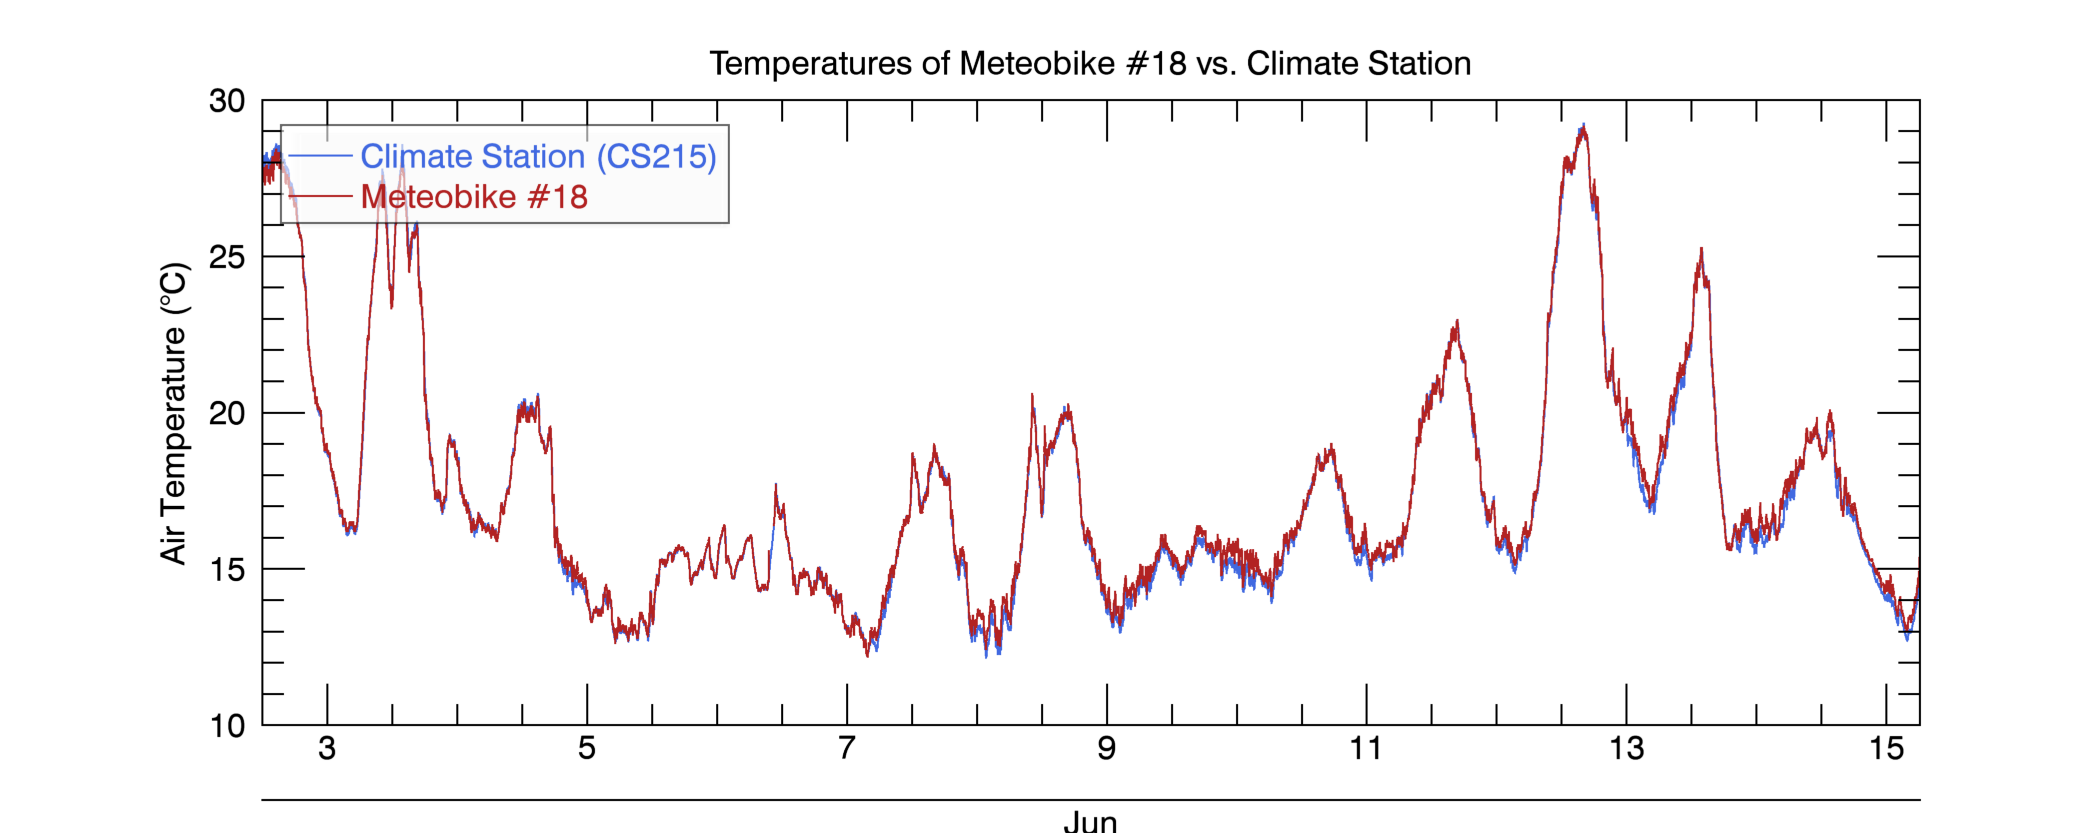 Temperatures of Meteobike #18 vs. Climate Station
30
25
20
15
10
Air Temperature (°C)
Climate Station (CS215)
Meteobike #18
3 5 7 9 11 13 15
Jun